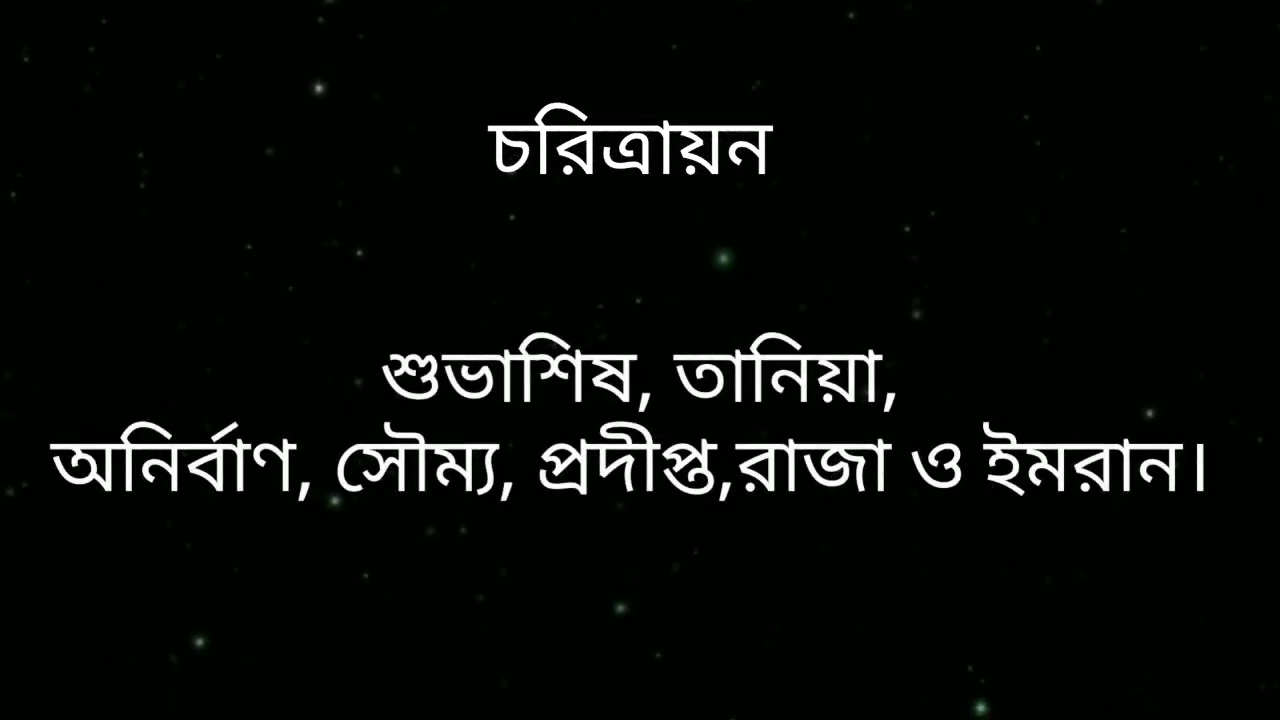 চরিত্রায়ন
শুভাশিষ, তানিয়া,
অনির্বাণ, সৌম্য, প্রদীপ্ত,রাজা ও ইমরান।